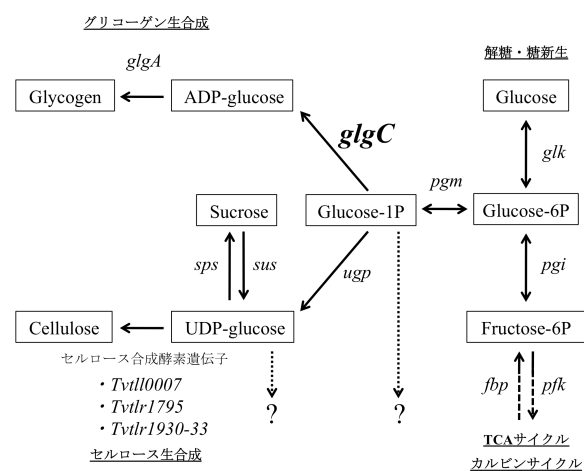 グリコーゲン生合成
解糖・糖新生
glgA
Glycogen
ADP-glucose
Glucose
glgC
glk
pgm
Sucrose
Glucose-1P
Glucose-6P
sps
sus
ugp
pgi
Cellulose
UDP-glucose
Fructose-6P
セルロース合成酵素遺伝子
・Tvtll0007
・Tvtlr1795
・Tvtlr1930-33
セルロース生合成
?
?
fbp
pfk
TCAサイクル
カルビンサイクル